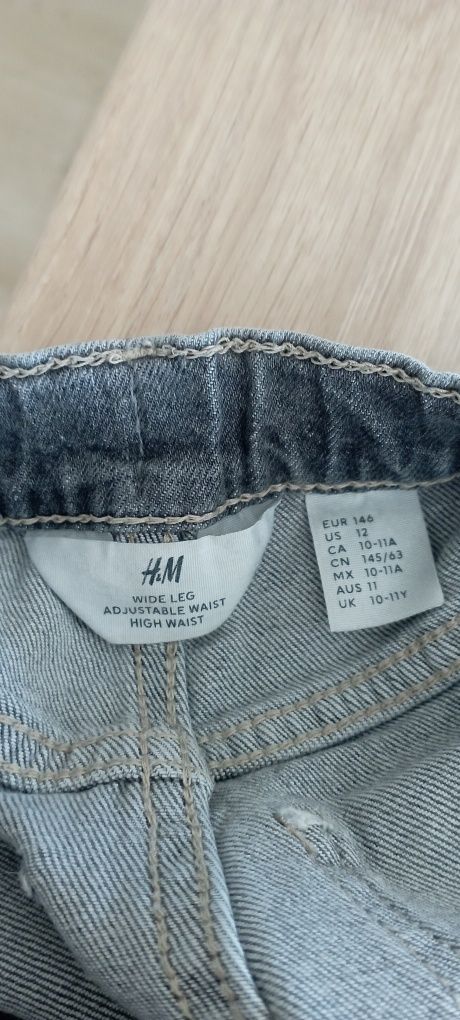 H&M
WIDE LEG
ADJUSTABLE WAIST
HIGH WAIST
EUR 146
US 12
CA 10-11A
CN 145/63
MX 10-11A
AUS 11
UK 10-11Y